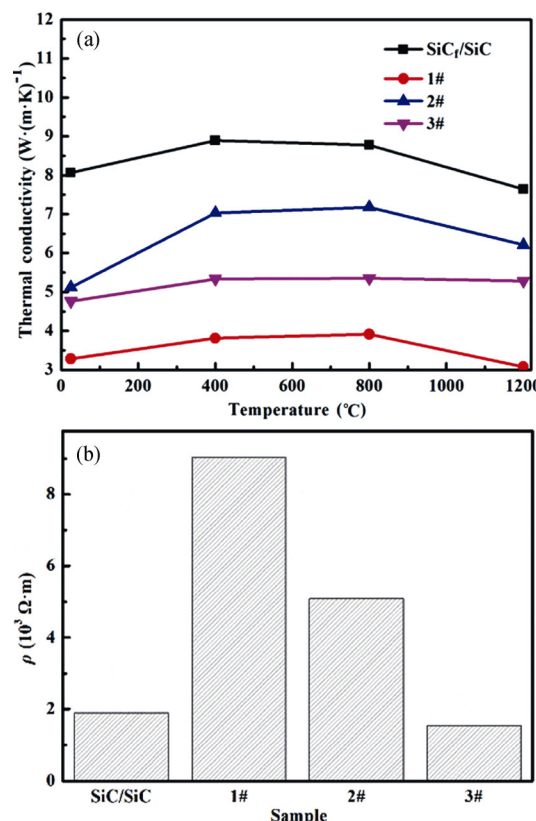 (a)
SiCf/SiC
1#
2#
3#
Thermal conductivity (W·(m·K)⁻¹)
12
11
10
9
8
7
6
5
4
3
0 200 400 600 800 1000 1200
Temperature (℃)
(b)
ρ (10³ Ω·m)
8
6
4
2
0
SiC/SiC 1# 2# 3#
Sample